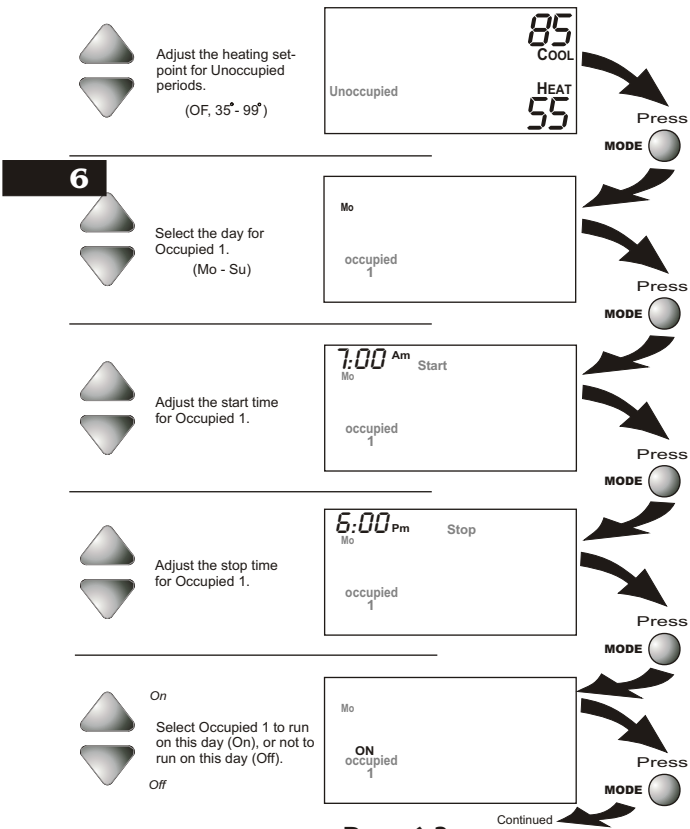 Adjust the heating set-
point for Unoccupied
periods.
(OF, 35° - 99°)
85
COOL
Unoccupied
HEAT
55
Press
MODE
6
Select the day for
Occupied 1.
(Mo - Su)
Mo
occupied
1
Press
MODE
Adjust the start time
for Occupied 1.
7:00 Am Start
Mo
occupied
1
Press
MODE
Adjust the stop time
for Occupied 1.
6:00 Pm Stop
Mo
occupied
1
Press
MODE
On
Select Occupied 1 to run
on this day (On), or not to
run on this day (Off).
Off
Mo
ON
occupied
1
Press
MODE
Continued